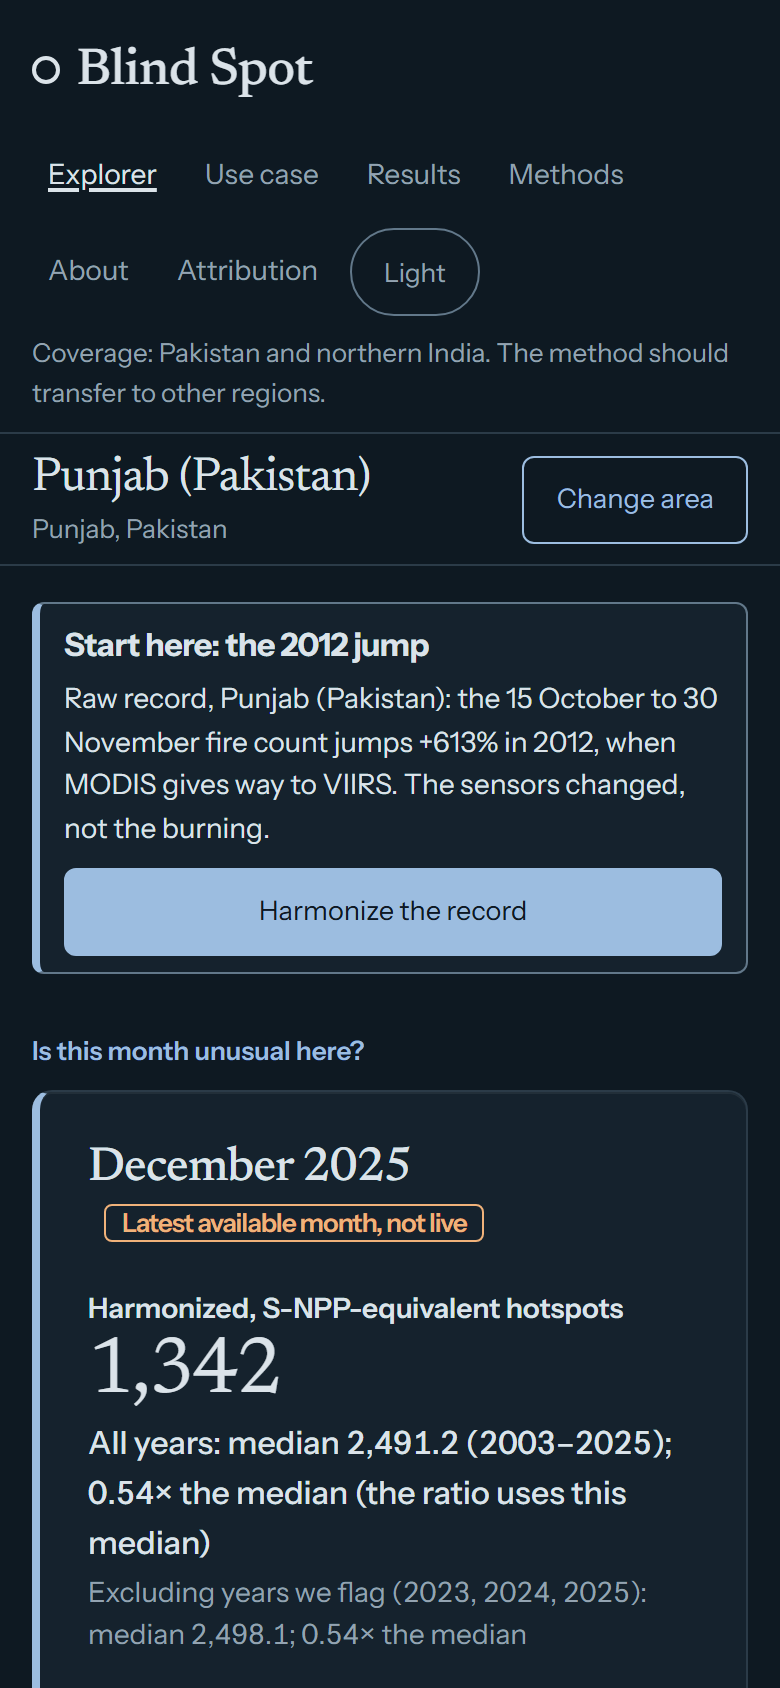 Blind Spot
Explorer Use case Results Methods
About Attribution Light
Coverage: Pakistan and northern India. The method should
transfer to other regions.
Punjab (Pakistan)
Punjab, Pakistan
Change area
Start here: the 2012 jump
Raw record, Punjab (Pakistan): the 15 October to 30
November fire count jumps +613% in 2012, when
MODIS gives way to VIIRS. The sensors changed,
not the burning.
Harmonize the record
Is this month unusual here?
December 2025
Latest available month, not live
Harmonized, S-NPP-equivalent hotspots
1,342
All years: median 2,491.2 (2003–2025);
0.54× the median (the ratio uses this
median)
Excluding years we flag (2023, 2024, 2025):
median 2,498.1; 0.54× the median